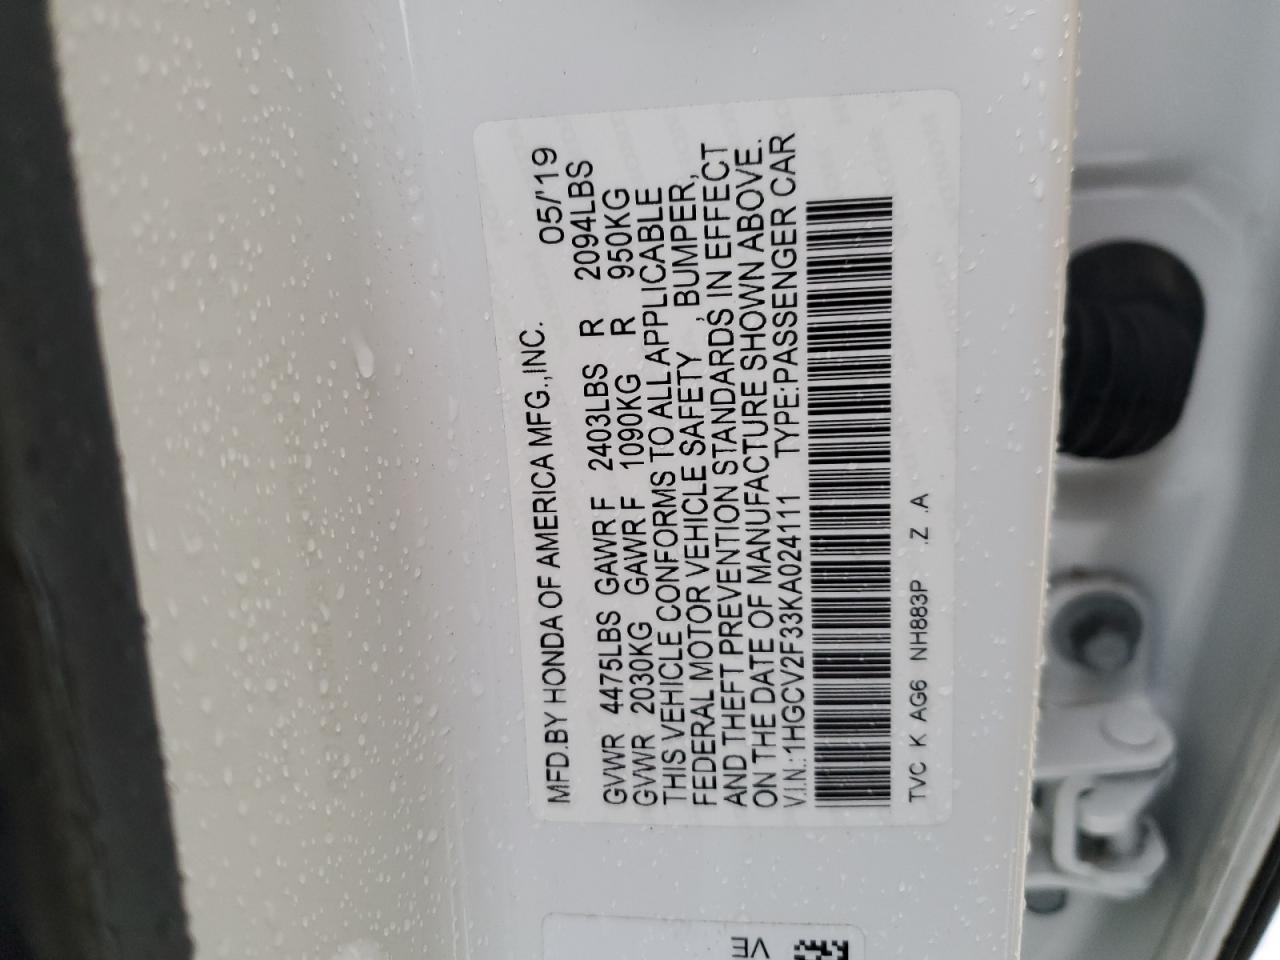 MFD.BY HONDA OF AMERICA MFG.,INC. 05/'19
GVWR 4475LBS GAWR F 2403LBS R 2094LBS
GVWR 2030KG GAWR F 1090KG R 950KG
THIS VEHICLE CONFORMS TO ALL APPLICABLE
FEDERAL MOTOR VEHICLE SAFETY , BUMPER,
AND THEFT PREVENTION STANDARDS IN EFFECT
ON THE DATE OF MANUFACTURE SHOWN ABOVE.
V.I.N.:1HGCV2F33KA024111 TYPE:PASSENGER CAR
TVC K AG6 NH883P .Z .A
VE